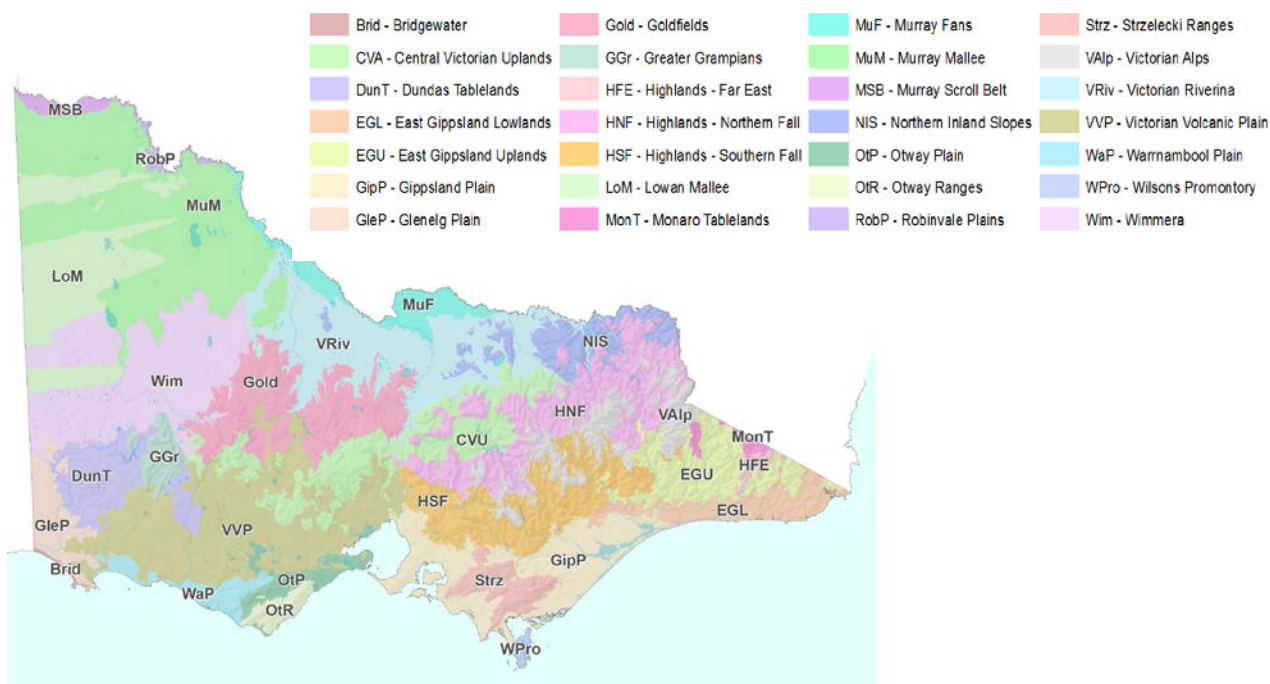 Brid - Bridgewater
CVA - Central Victorian Uplands
DunT - Dundas Tablelands
EGL - East Gippsland Lowlands
EGU - East Gippsland Uplands
GipP - Gippsland Plain
GleP - Glenelg Plain
Gold - Goldfields
GGr - Greater Grampians
HFE - Highlands - Far East
HNF - Highlands - Northern Fall
HSF - Highlands - Southern Fall
LoM - Lowan Mallee
MonT - Monaro Tablelands
MuF - Murray Fans
MuM - Murray Mallee
MSB - Murray Scroll Belt
NIS - Northern Inland Slopes
OtP - Otway Plain
OtR - Otway Ranges
RobP - Robinvale Plains
Strz - Strzelecki Ranges
VAlp - Victorian Alps
VRiv - Victorian Riverina
VVP - Victorian Volcanic Plain
WaP - Warrnambool Plain
WPro - Wilsons Promontory
Wim - Wimmera
MSB
RobP
MuM
LoM
MuF
VRiv
NIS
Wim
Gold
HNF
VAlp
CVU
MonT
GGr
DunT
HFE
EGU
HSF
EGL
GleP
VVP
GipP
Brid
OtP
Strz
WaP
OtR
WPro